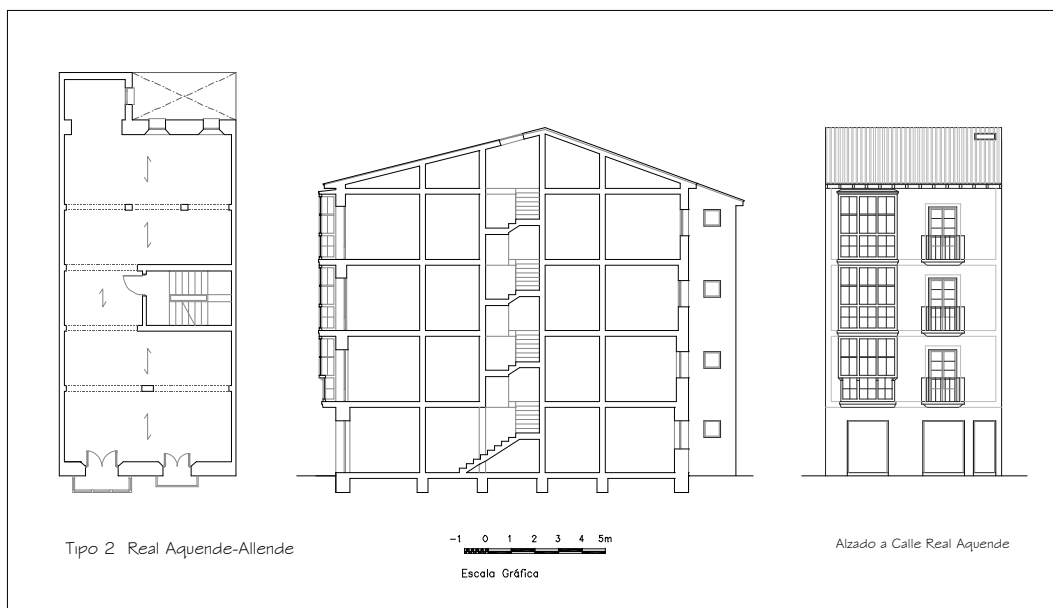 Tipo 2 Real Aquende-Allende
-1 0 1 2 3 4 5m
Escala Gráfica
Alzado a Calle Real Aquende